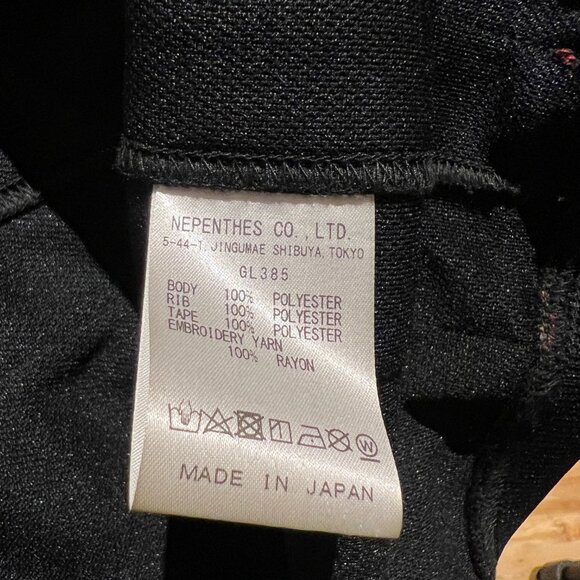 NEPENTHES CO., LTD.
5-44-1, JINGUMAE SHIBUYA, TOKYO
GL385
BODY 100% POLYESTER
RIB 100% POLYESTER
TAPE 100% POLYESTER
EMBROIDERY YARN
100% RAYON
W
MADE IN JAPAN